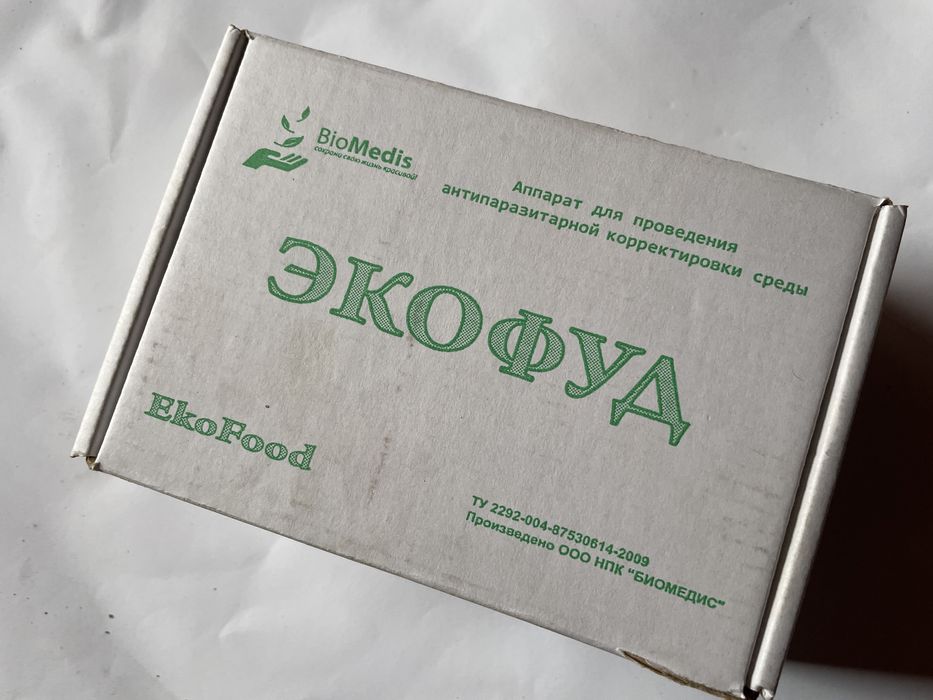 BioMedis
сохрани свою жизнь красивой!
Аппарат для проведения
антипаразитарной корректировки среды
ЭКОФУД
EkoFood
ТУ 2292-004-87530614-2009
Произведено ООО НПК "БИОМЕДИС"